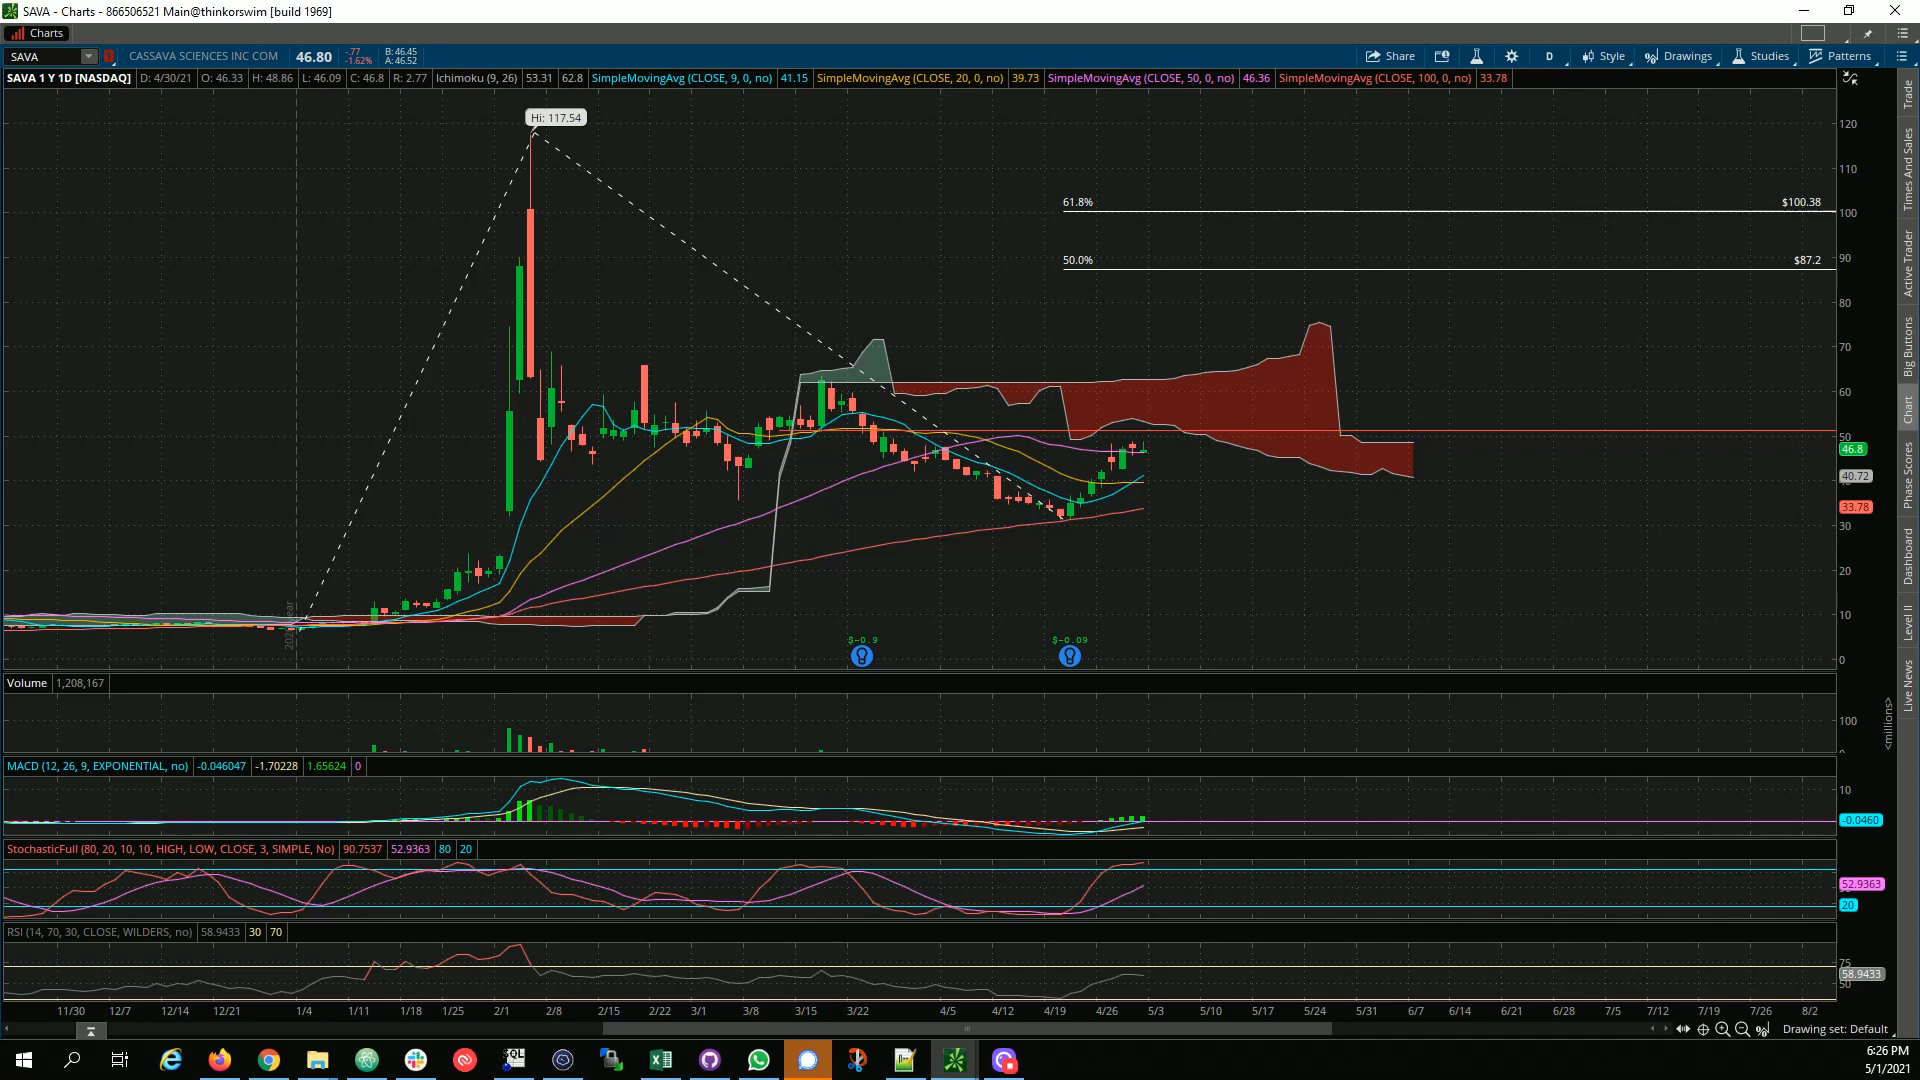 SAVA - Charts - 866506521 Main@thinkorswim [build 1969]
Charts
SAVA CASSAVA SCIENCES INC COM 46.80 -.77 -1.62% B: 46.45 A: 46.52 Share D Style Drawings Studies Patterns
SAVA 1 Y 1D [NASDAQ] D: 4/30/21 O: 46.33 H: 48.86 L: 46.09 C: 46.8 R: 2.77 Ichimoku (9, 26) 53.31 62.8 SimpleMovingAvg (CLOSE, 9, 0, no) 41.15 SimpleMovingAvg (CLOSE, 20, 0, no) 39.73 SimpleMovingAvg (CLOSE, 50, 0, no) 46.36 SimpleMovingAvg (CLOSE, 100, 0, no) 33.78
Hi: 117.54
120
110
61.8% $100.38
100
50.0% $87.2
90
80
70
60
50
46.8
40.72
33.78
30
20
10
0
$-0.9 $-0.09
Volume 1,208,167
100
<millions>
MACD (12, 26, 9, EXPONENTIAL, no) -0.046047 -1.70228 1.65624 0
10
-0.0460
StochasticFull (80, 20, 10, 10, HIGH, LOW, CLOSE, 3, SIMPLE, No) 90.7537 52.9363 80 20
52.9363
20
RSI (14, 70, 30, CLOSE, WILDERS, no) 58.9433 30 70
75
58.9433
50
11/30 12/7 12/14 12/21 1/4 1/11 1/18 1/25 2/1 2/8 2/15 2/22 3/1 3/8 3/15 3/22 4/5 4/12 4/19 4/26 5/3 5/10 5/17 5/24 5/31 6/7 6/14 6/21 6/28 7/5 7/12 7/19 7/26 8/2
Drawing set: Default
Trade
Times And Sales
Active Trader
Big Buttons
Chart
Phase Scores
Dashboard
Level II
Live News
SQL
6:26 PM
5/1/2021